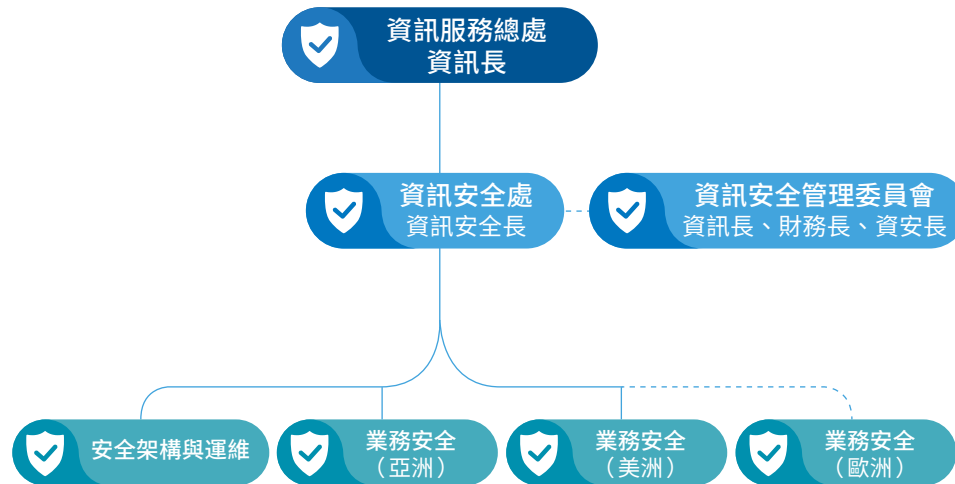 資訊服務總處
資訊長
資訊安全處
資訊安全長
資訊安全管理委員會
資訊長、財務長、資安長
安全架構與運維
業務安全
（亞洲）
業務安全
（美洲）
業務安全
（歐洲）